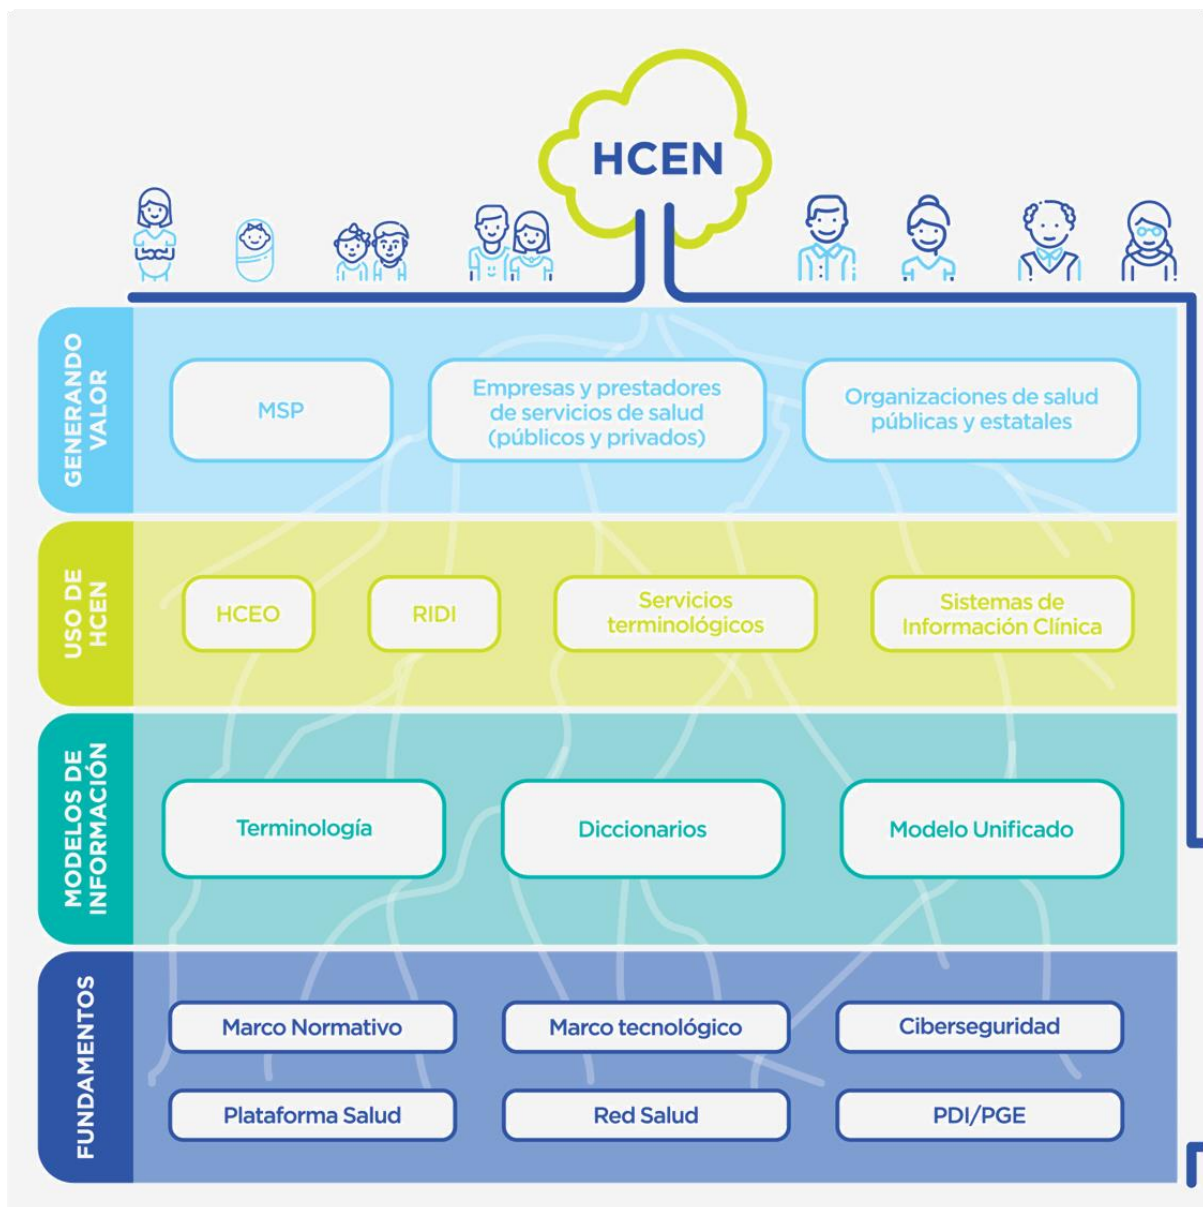 HCEN
GENERANDO
VALOR
MSP
Empresas y prestadores
de servicios de salud
(públicos y privados)
Organizaciones de salud
públicas y estatales
USO DE
HCEN
HCEO
RIDI
Servicios
terminológicos
Sistemas de
Información Clínica
MODELOS DE
INFORMACIÓN
Terminología
Diccionarios
Modelo Unificado
FUNDAMENTOS
Marco Normativo
Marco tecnológico
Ciberseguridad
Plataforma Salud
Red Salud
PDI/PGE